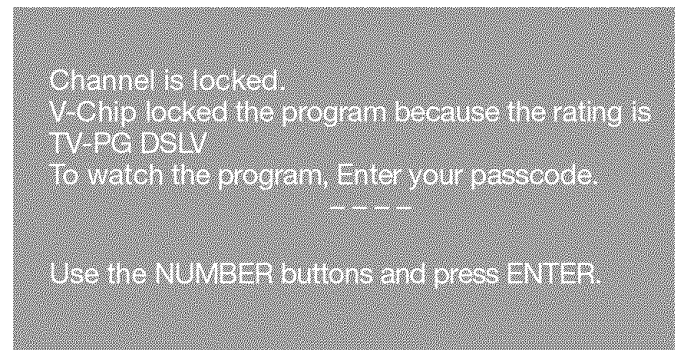 Channel is locked.
V-Chip locked the program because the rating is
TV-PG DSLV
To watch the program, Enter your passcode.
_ _ _ _
Use the NUMBER buttons and press ENTER.